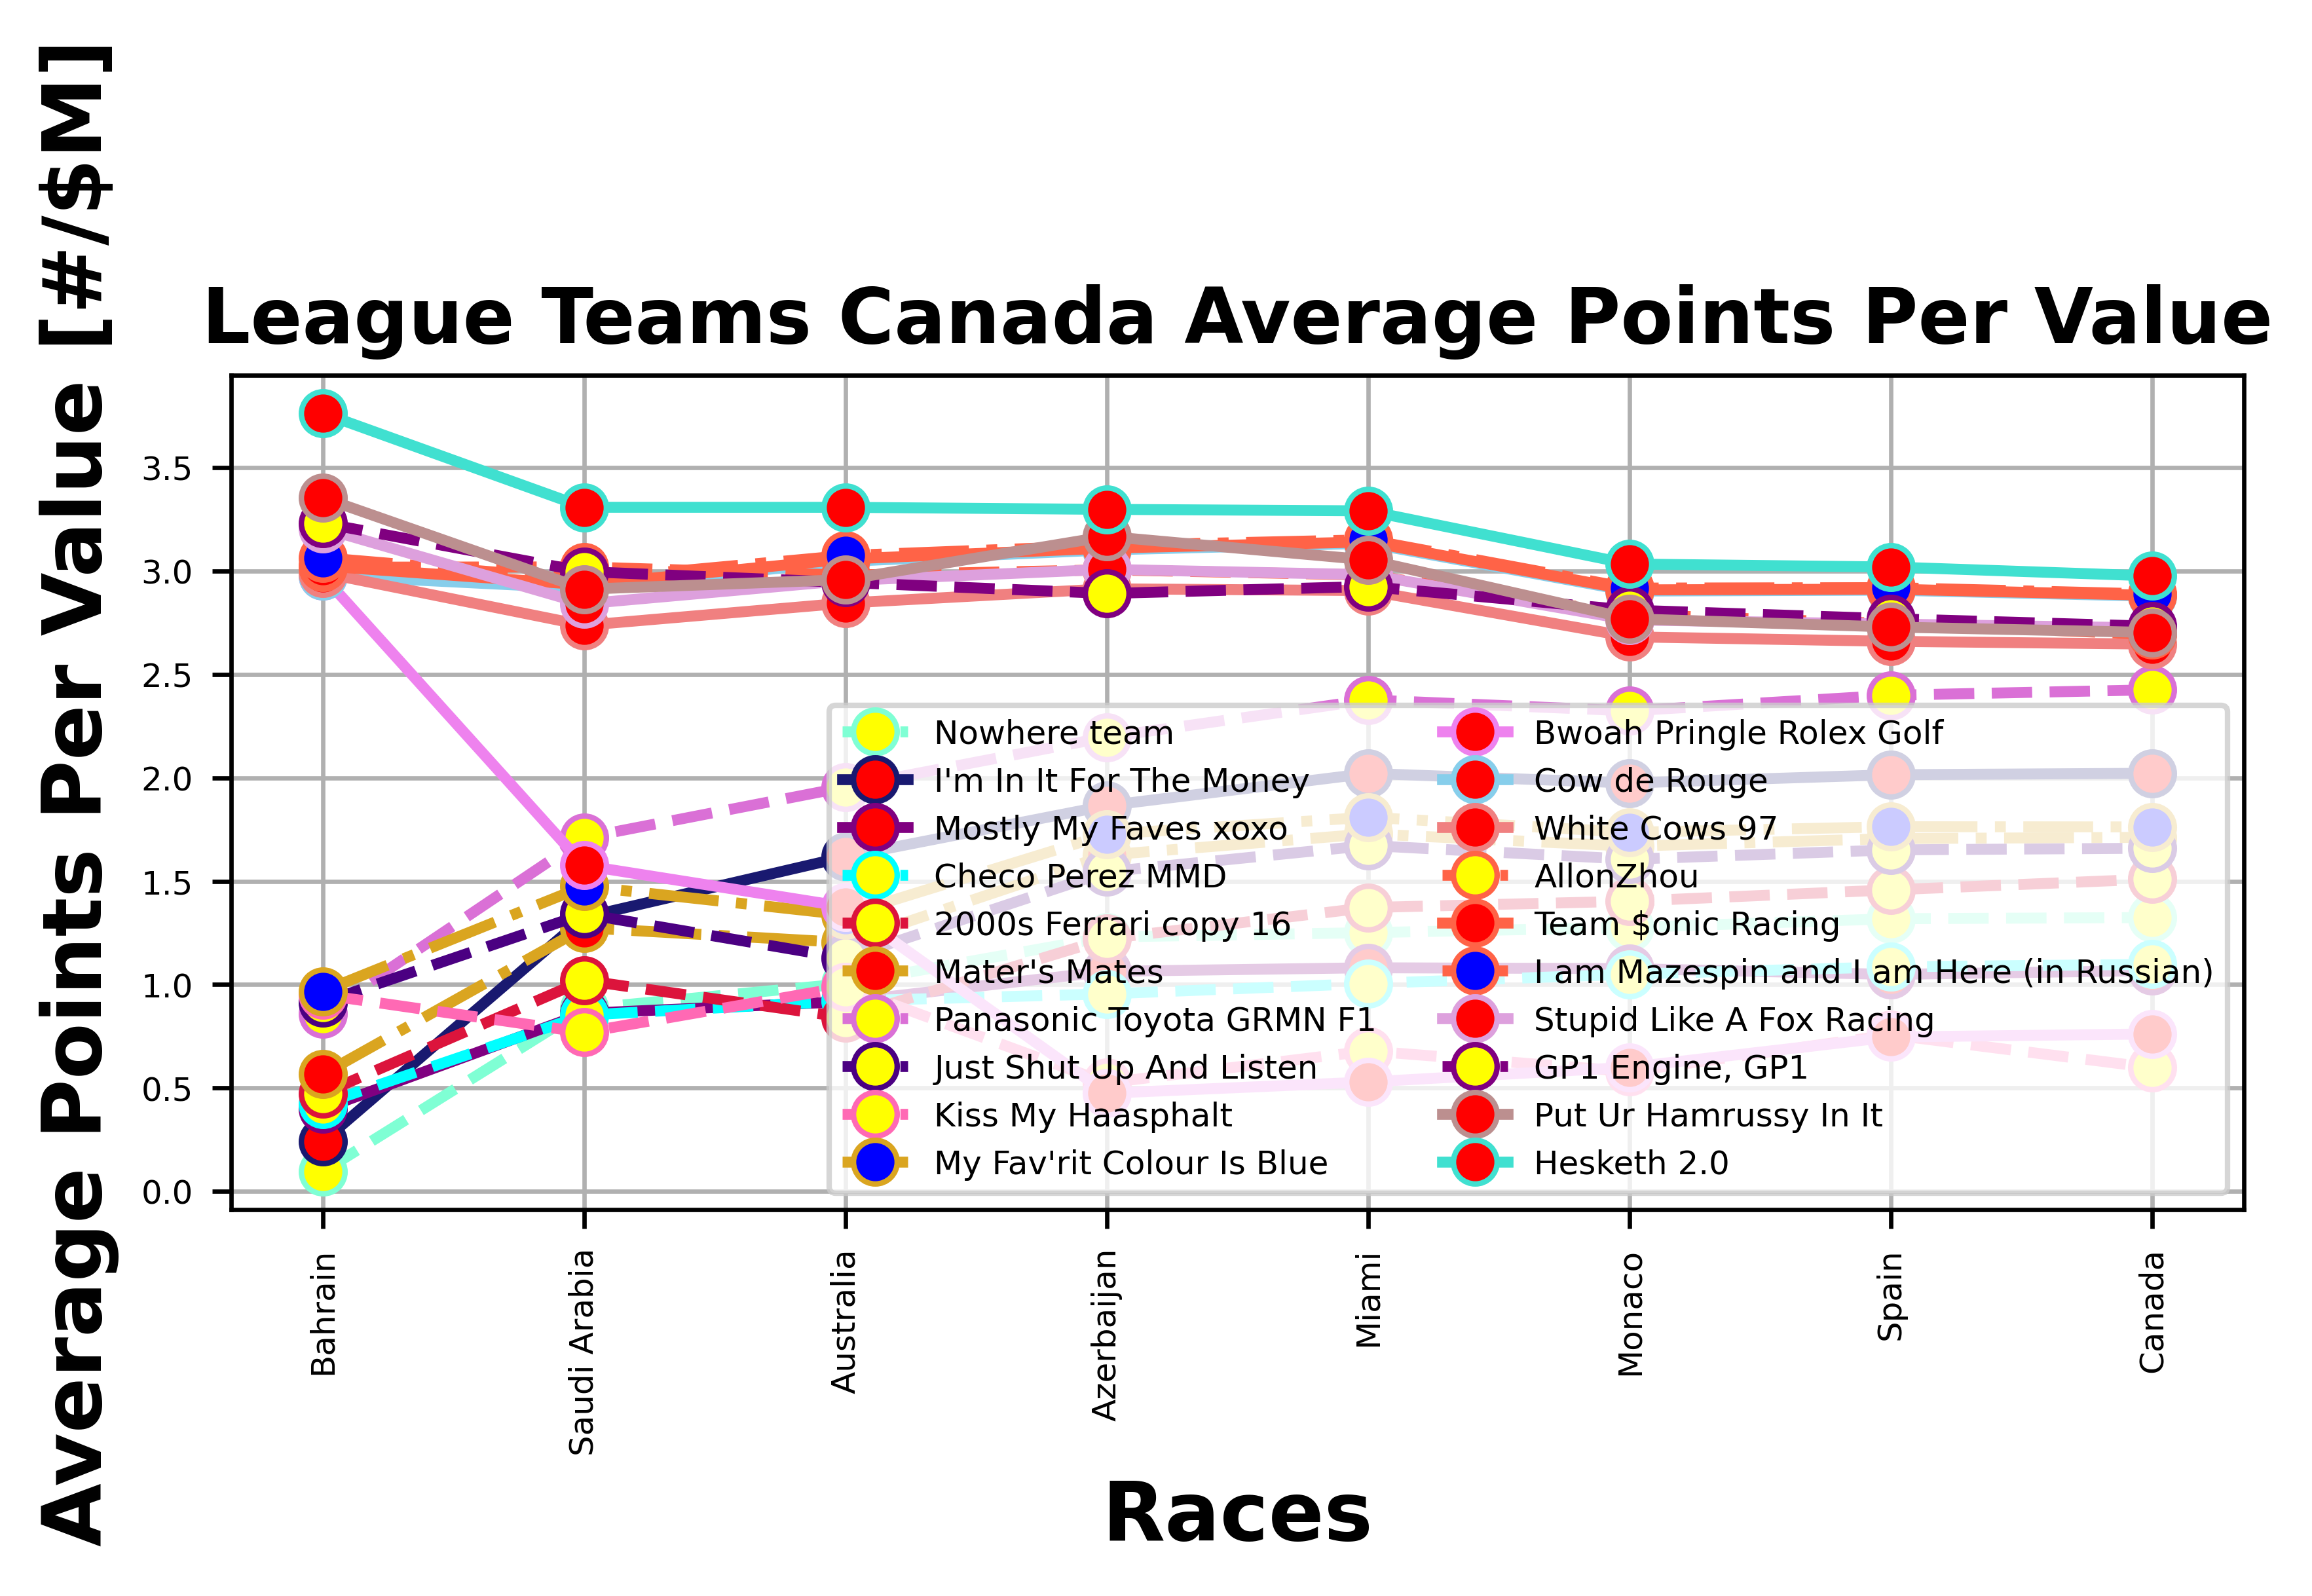 League Teams Canada Average Points Per Value
Average Points Per Value [#/$M]
3.5
3.0
2.5
2.0
1.5
1.0
0.5
0.0
Nowhere team
I'm In It For The Money
Mostly My Faves xoxo
Checo Perez MMD
2000s Ferrari copy 16
Mater's Mates
Panasonic Toyota GRMN F1
Just Shut Up And Listen
Kiss My Haasphalt
My Fav'rit Colour Is Blue
Bwoah Pringle Rolex Golf
Cow de Rouge
White Cows 97
AllonZhou
Team $onic Racing
I am Mazespin and I am Here (in Russian)
Stupid Like A Fox Racing
GP1 Engine, GP1
Put Ur Hamrussy In It
Hesketh 2.0
Bahrain
Saudi Arabia
Australia
Azerbaijan
Miami
Monaco
Spain
Canada
Races